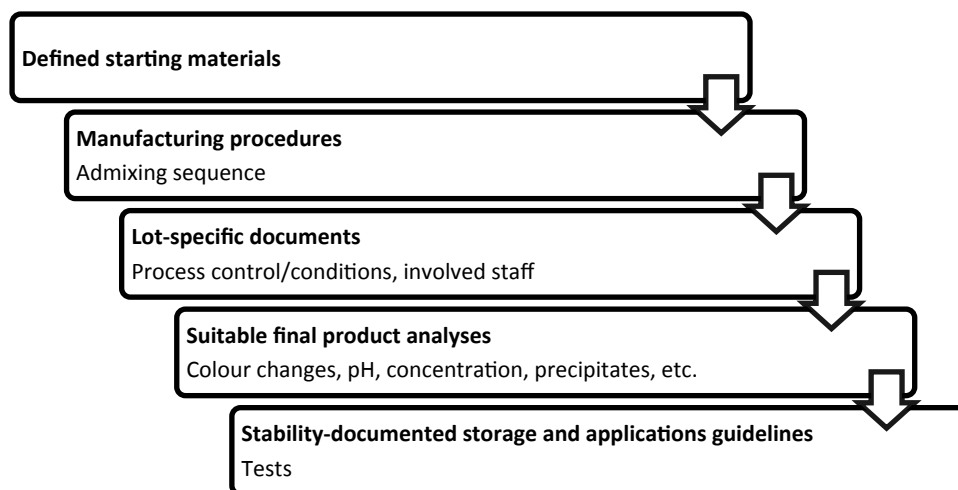 Defined starting materials
Manufacturing procedures
Admixing sequence
Lot-specific documents
Process control/conditions, involved staff
Suitable final product analyses
Colour changes, pH, concentration, precipitates, etc.
Stability-documented storage and applications guidelines
Tests